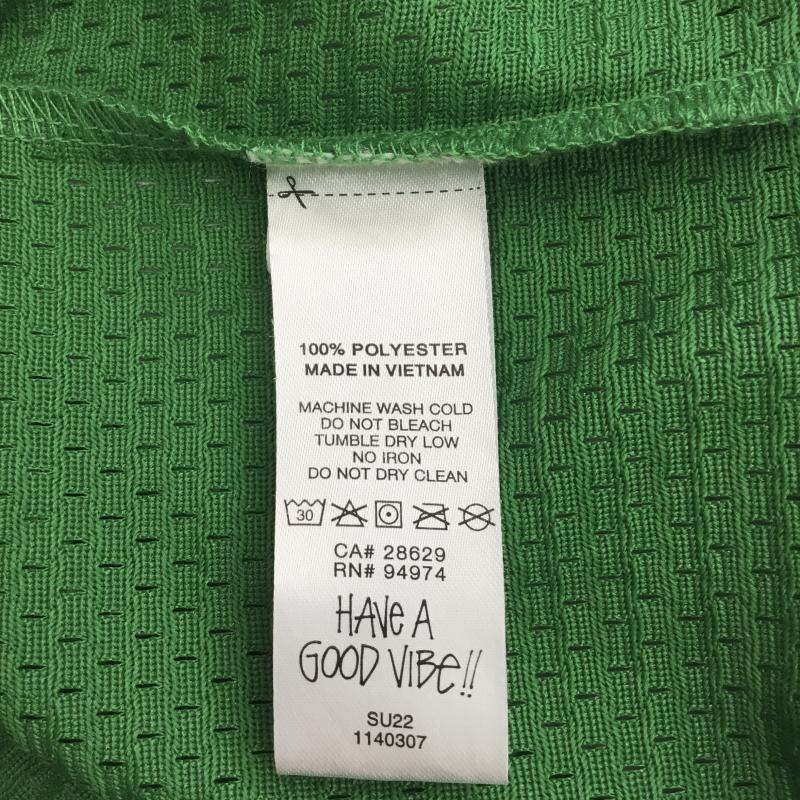 100% POLYESTER
MADE IN VIETNAM
MACHINE WASH COLD
DO NOT BLEACH
TUMBLE DRY LOW
NO IRON
DO NOT DRY CLEAN
30
CA# 28629
RN# 94974
HAVE A
GOOD VIBE!!
SU22
1140307